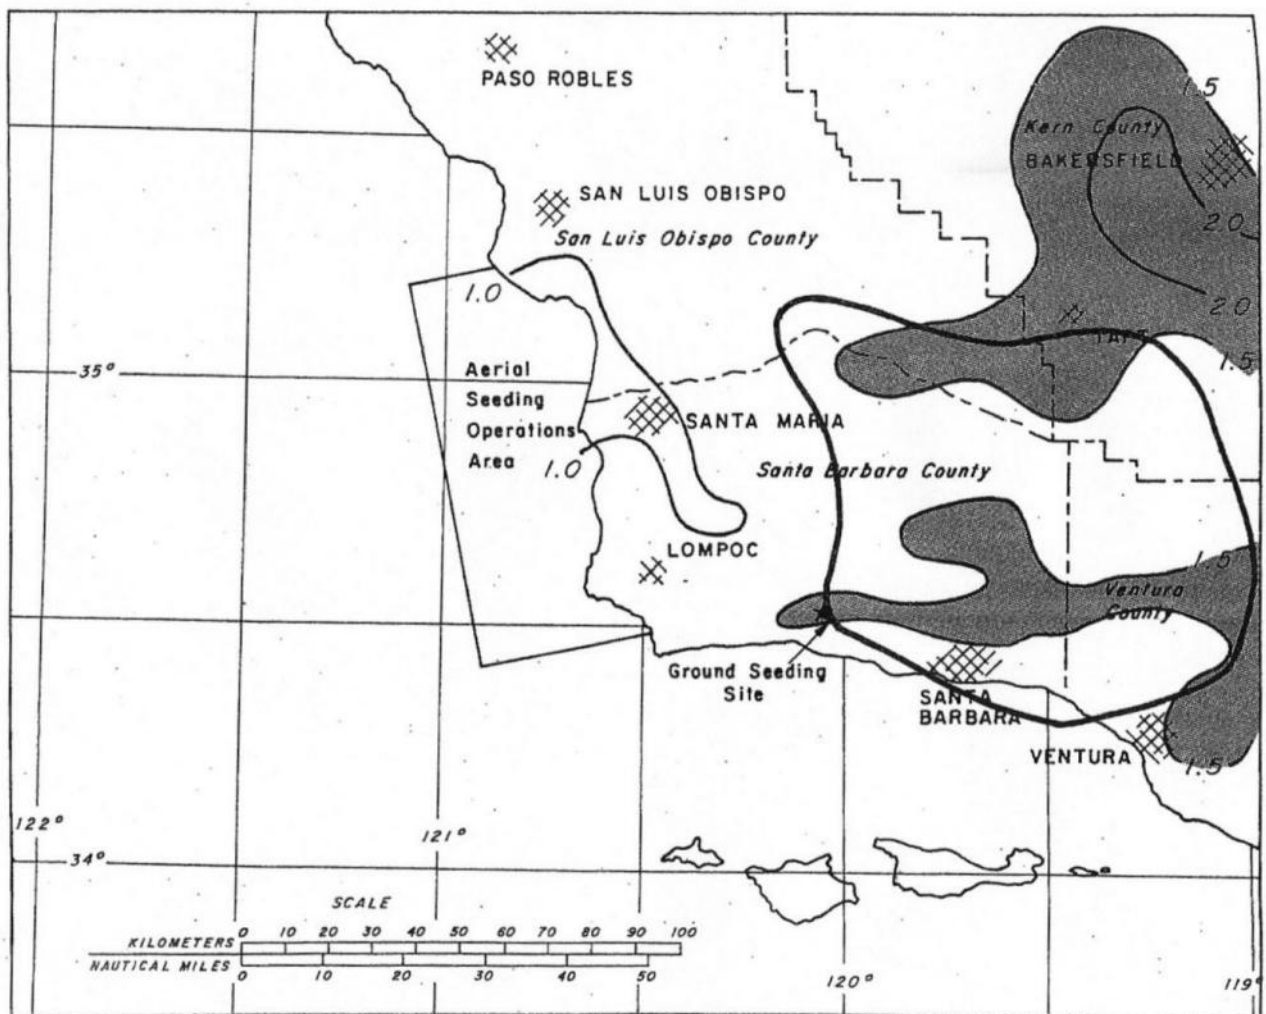 PASO ROBLES
1.5
Kern County
BAKERSFIELD
SAN LUIS OBISPO
San Luis Obispo County
2.0
1.0
2.0
TAFT
1.5
35°
Aerial
Seeding
Operations
Area
SANTA MARIA
1.0
Santa Barbara County
LOMPOC
1.5
Ventura
County
Ground Seeding
Site
SANTA
BARBARA
VENTURA
1.5
122°
121°
34°
SCALE
KILOMETERS 0 10 20 30 40 50 60 70 80 90 100
NAUTICAL MILES 0 10 20 30 40 50
120°
119°